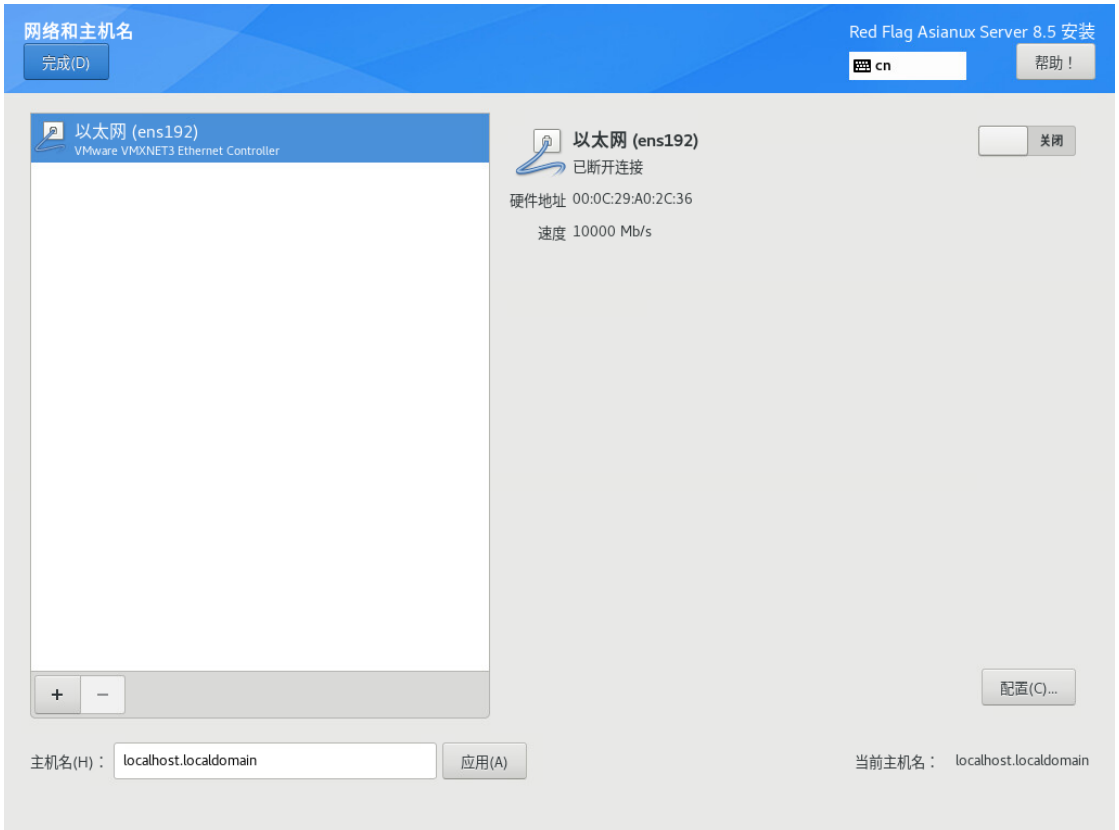 网络和主机名
Red Flag Asianux Server 8.5 安装
完成(D)
cn
帮助！
以太网 (ens192)
VMware VMXNET3 Ethernet Controller
以太网 (ens192)
已断开连接
关闭
硬件地址 00:0C:29:A0:2C:36
速度 10000 Mb/s
+ −
配置(C)...
主机名(H)： localhost.localdomain 应用(A) 当前主机名： localhost.localdomain